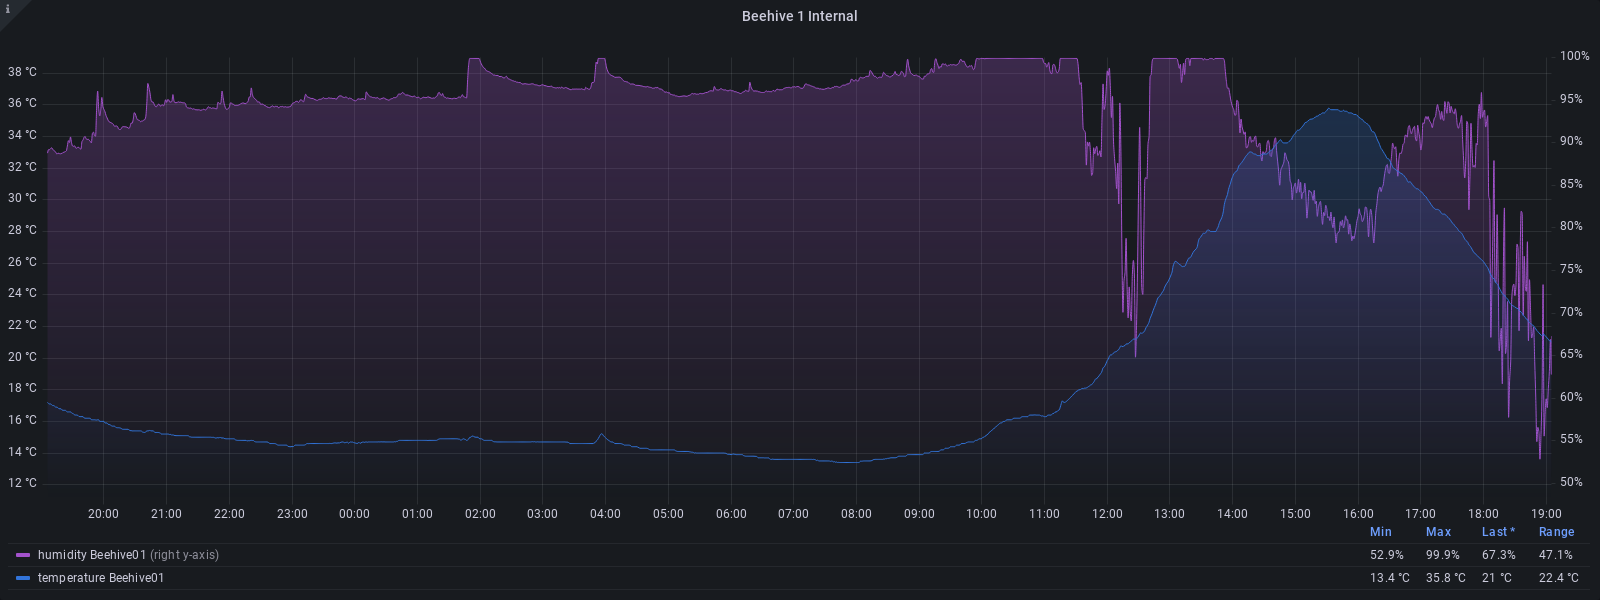 i
Beehive 1 Internal
38 °C
36 °C
34 °C
32 °C
30 °C
28 °C
26 °C
24 °C
22 °C
20 °C
18 °C
16 °C
14 °C
12 °C
100%
95%
90%
85%
80%
75%
70%
65%
60%
55%
50%
20:00 21:00 22:00 23:00 00:00 01:00 02:00 03:00 04:00 05:00 06:00 07:00 08:00 09:00 10:00 11:00 12:00 13:00 14:00 15:00 16:00 17:00 18:00 19:00
Min Max Last * Range
humidity Beehive01 (right y-axis) 52.9% 99.9% 67.3% 47.1%
temperature Beehive01 13.4 °C 35.8 °C 21 °C 22.4 °C